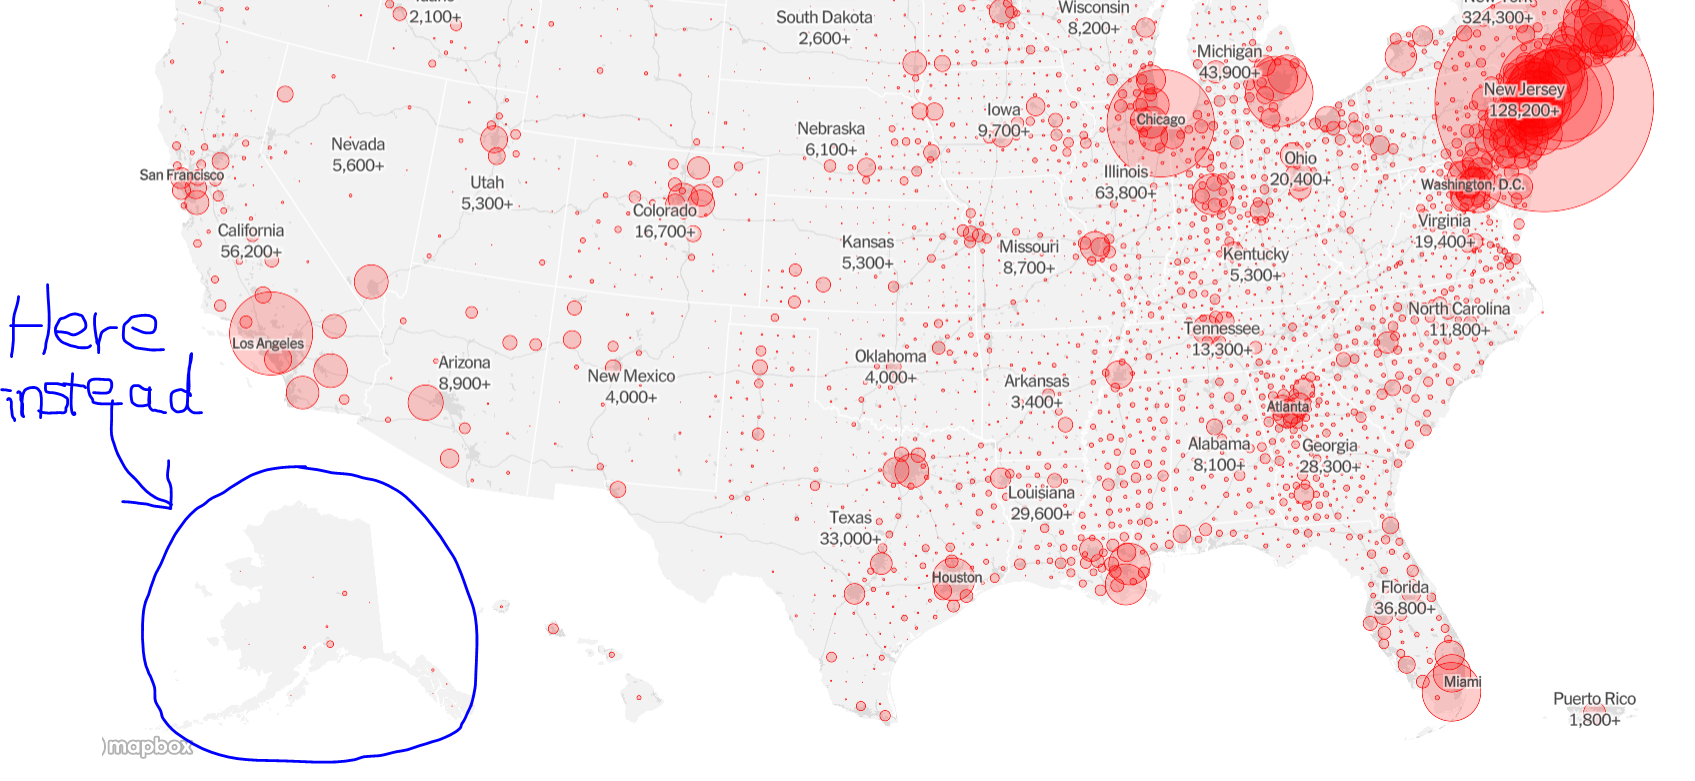 Idaho
2,100+
South Dakota
2,600+
Wisconsin
8,200+
New York
324,300+
Michigan
43,900+
New Jersey
128,200+
Iowa
9,700+
Chicago
Nebraska
6,100+
Nevada
5,600+
Ohio
20,400+
San Francisco
Utah
5,300+
Illinois
63,800+
Washington, D.C.
Colorado
16,700+
Virginia
19,400+
California
56,200+
Kansas
5,300+
Missouri
8,700+
Kentucky
5,300+
Here
instead
North Carolina
11,800+
Los Angeles
Tennessee
13,300+
Arizona
8,900+
Oklahoma
4,000+
New Mexico
4,000+
Arkansas
3,400+
Atlanta
Alabama
8,100+
Georgia
28,300+
Louisiana
29,600+
Texas
33,000+
Houston
Florida
36,800+
Miami
Puerto Rico
1,800+
mapbox